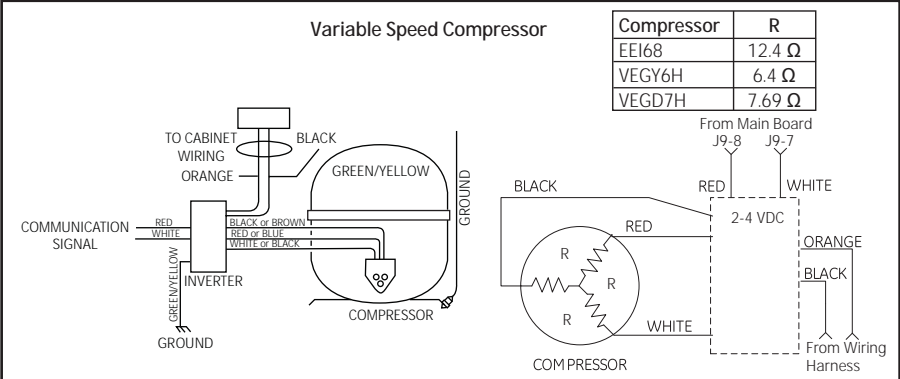 Variable Speed Compressor
Compressor R
EEI68 12.4 Ω
VEGY6H 6.4 Ω
VEGD7H 7.69 Ω
TO CABINET
WIRING
BLACK
ORANGE
GREEN/YELLOW
GROUND
COMMUNICATION
SIGNAL
RED
WHITE
BLACK or BROWN
RED or BLUE
WHITE or BLACK
INVERTER
GREEN/YELLOW
GROUND
COMPRESSOR
From Main Board
J9-8 J9-7
RED
WHITE
BLACK
2-4 VDC
RED
ORANGE
R
R
R
BLACK
WHITE
From Wiring
Harness
COMPRESSOR